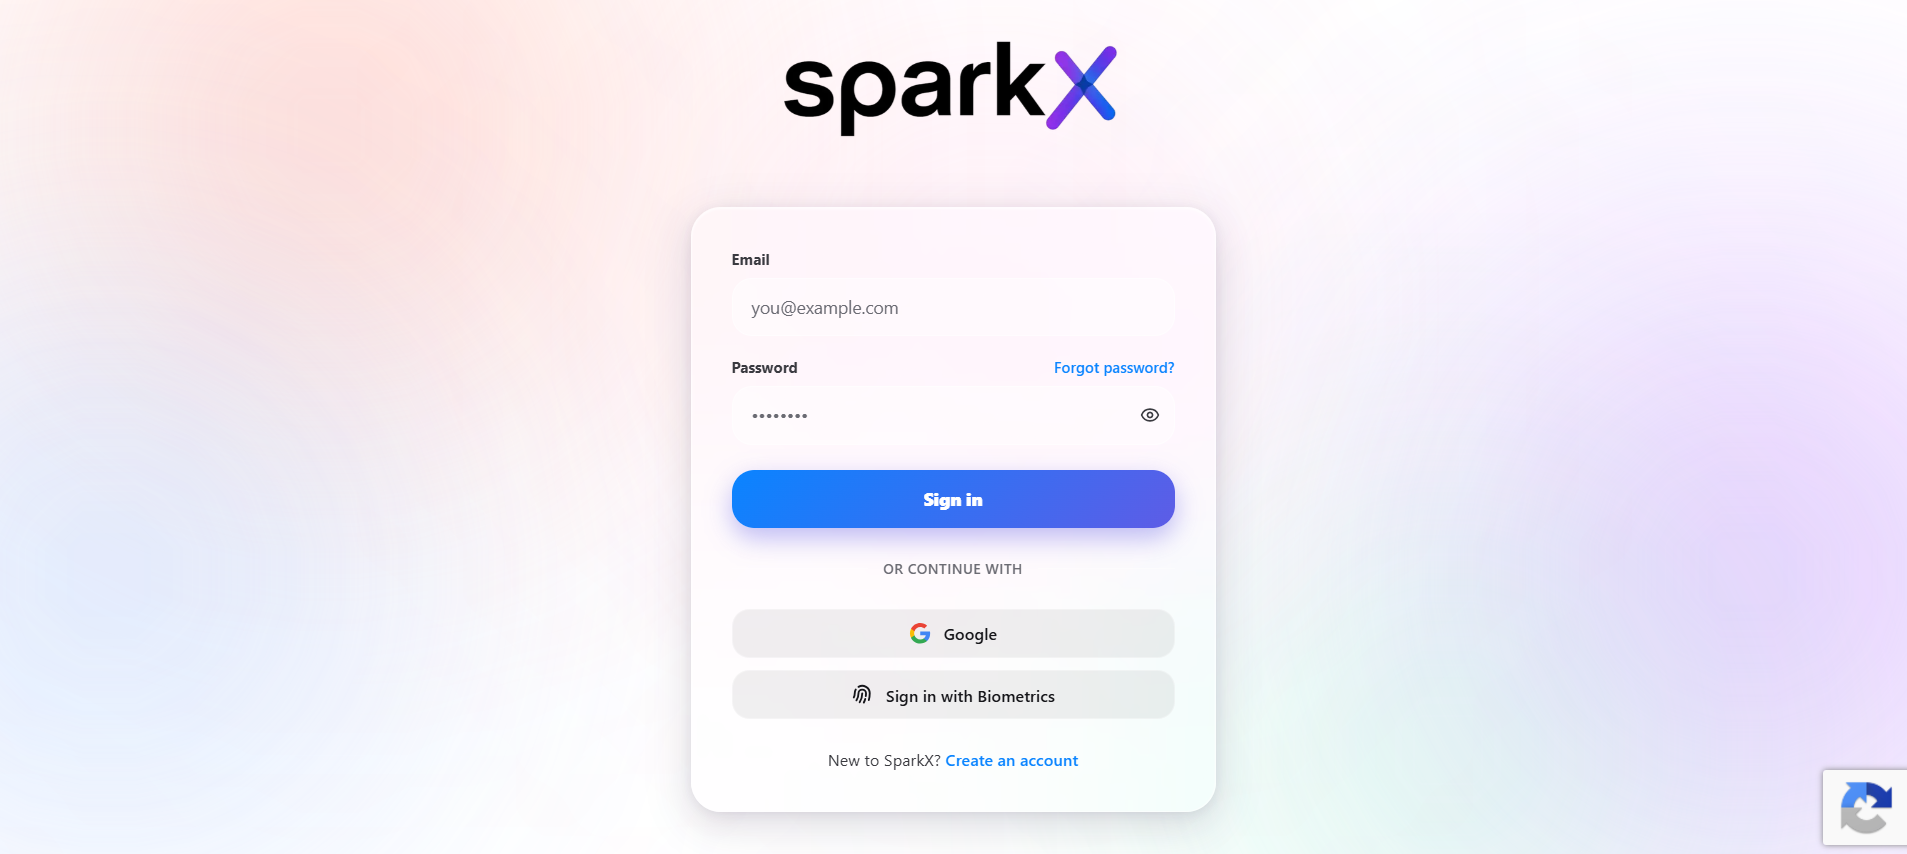 sparkX
Email
you@example.com
Password Forgot password?
••••••••
Sign in
OR CONTINUE WITH
Google
Sign in with Biometrics
New to SparkX? Create an account